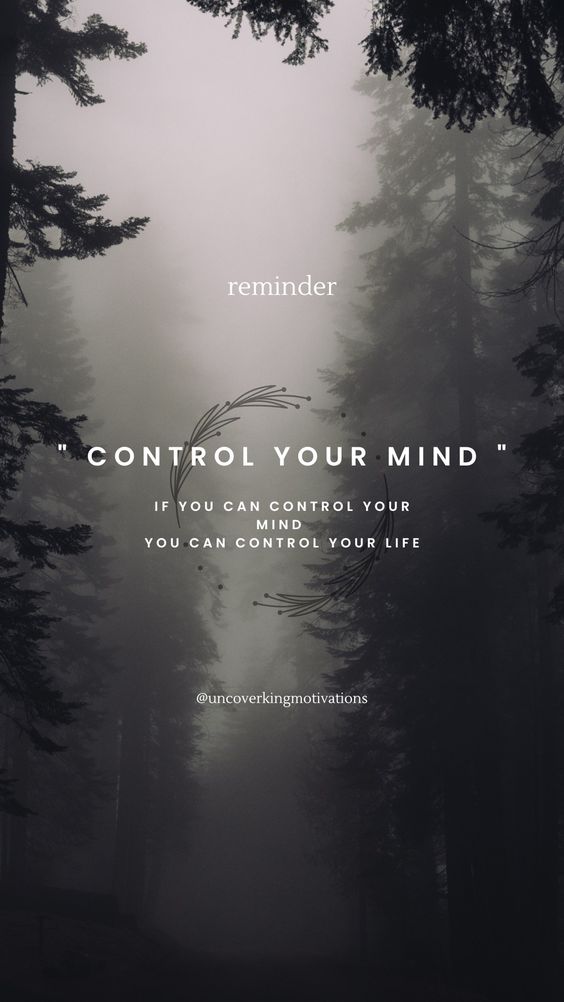 reminder
" CONTROL YOUR MIND "
IF YOU CAN CONTROL YOUR
MIND
YOU CAN CONTROL YOUR LIFE
@uncoverkingmotivations